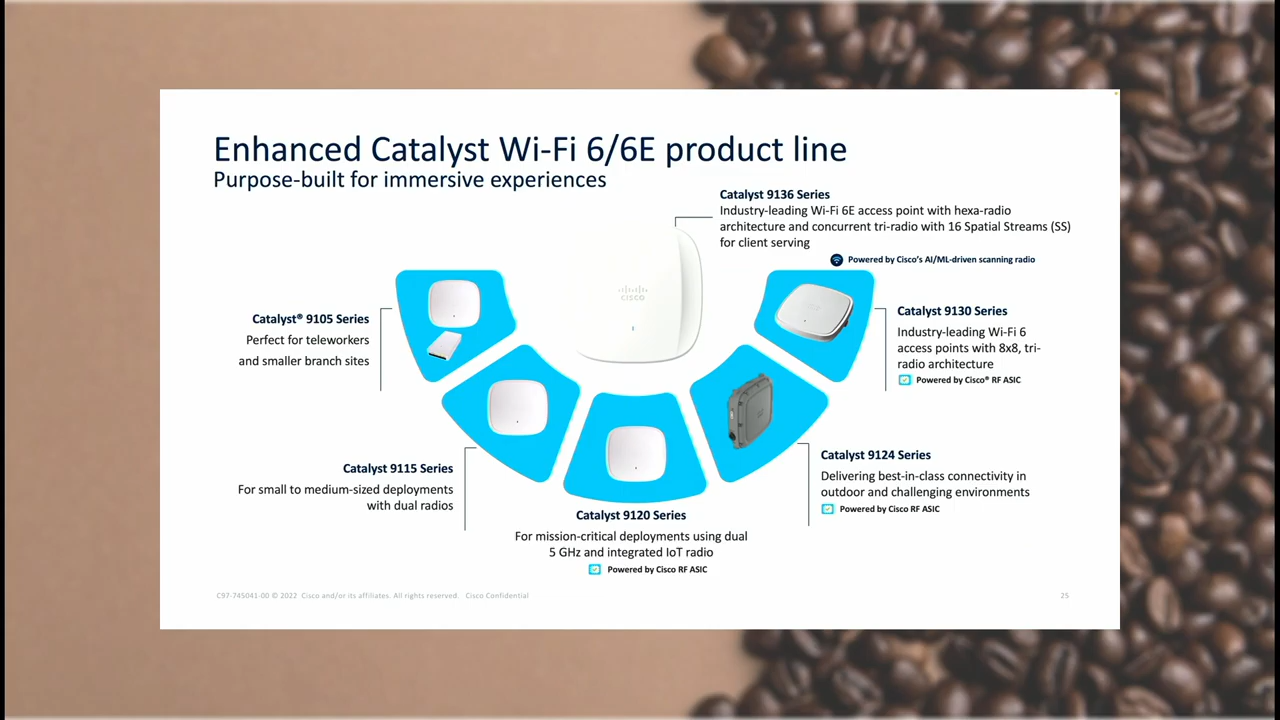 Enhanced Catalyst Wi-Fi 6/6E product line
Purpose-built for immersive experiences
Catalyst 9136 Series
Industry-leading Wi-Fi 6E access point with hexa-radio
architecture and concurrent tri-radio with 16 Spatial Streams (SS)
for client serving
Powered by Cisco's AI/ML-driven scanning radio
CISCO
Catalyst® 9105 Series
Perfect for teleworkers
and smaller branch sites
Catalyst 9130 Series
Industry-leading Wi-Fi 6
access points with 8x8, tri-
radio architecture
Powered by Cisco® RF ASIC
Catalyst 9115 Series
For small to medium-sized deployments
with dual radios
Catalyst 9124 Series
Delivering best-in-class connectivity in
outdoor and challenging environments
Powered by Cisco RF ASIC
Catalyst 9120 Series
For mission-critical deployments using dual
5 GHz and integrated IoT radio
Powered by Cisco RF ASIC
C97-745041-00 © 2022 Cisco and/or its affiliates. All rights reserved. Cisco Confidential
25